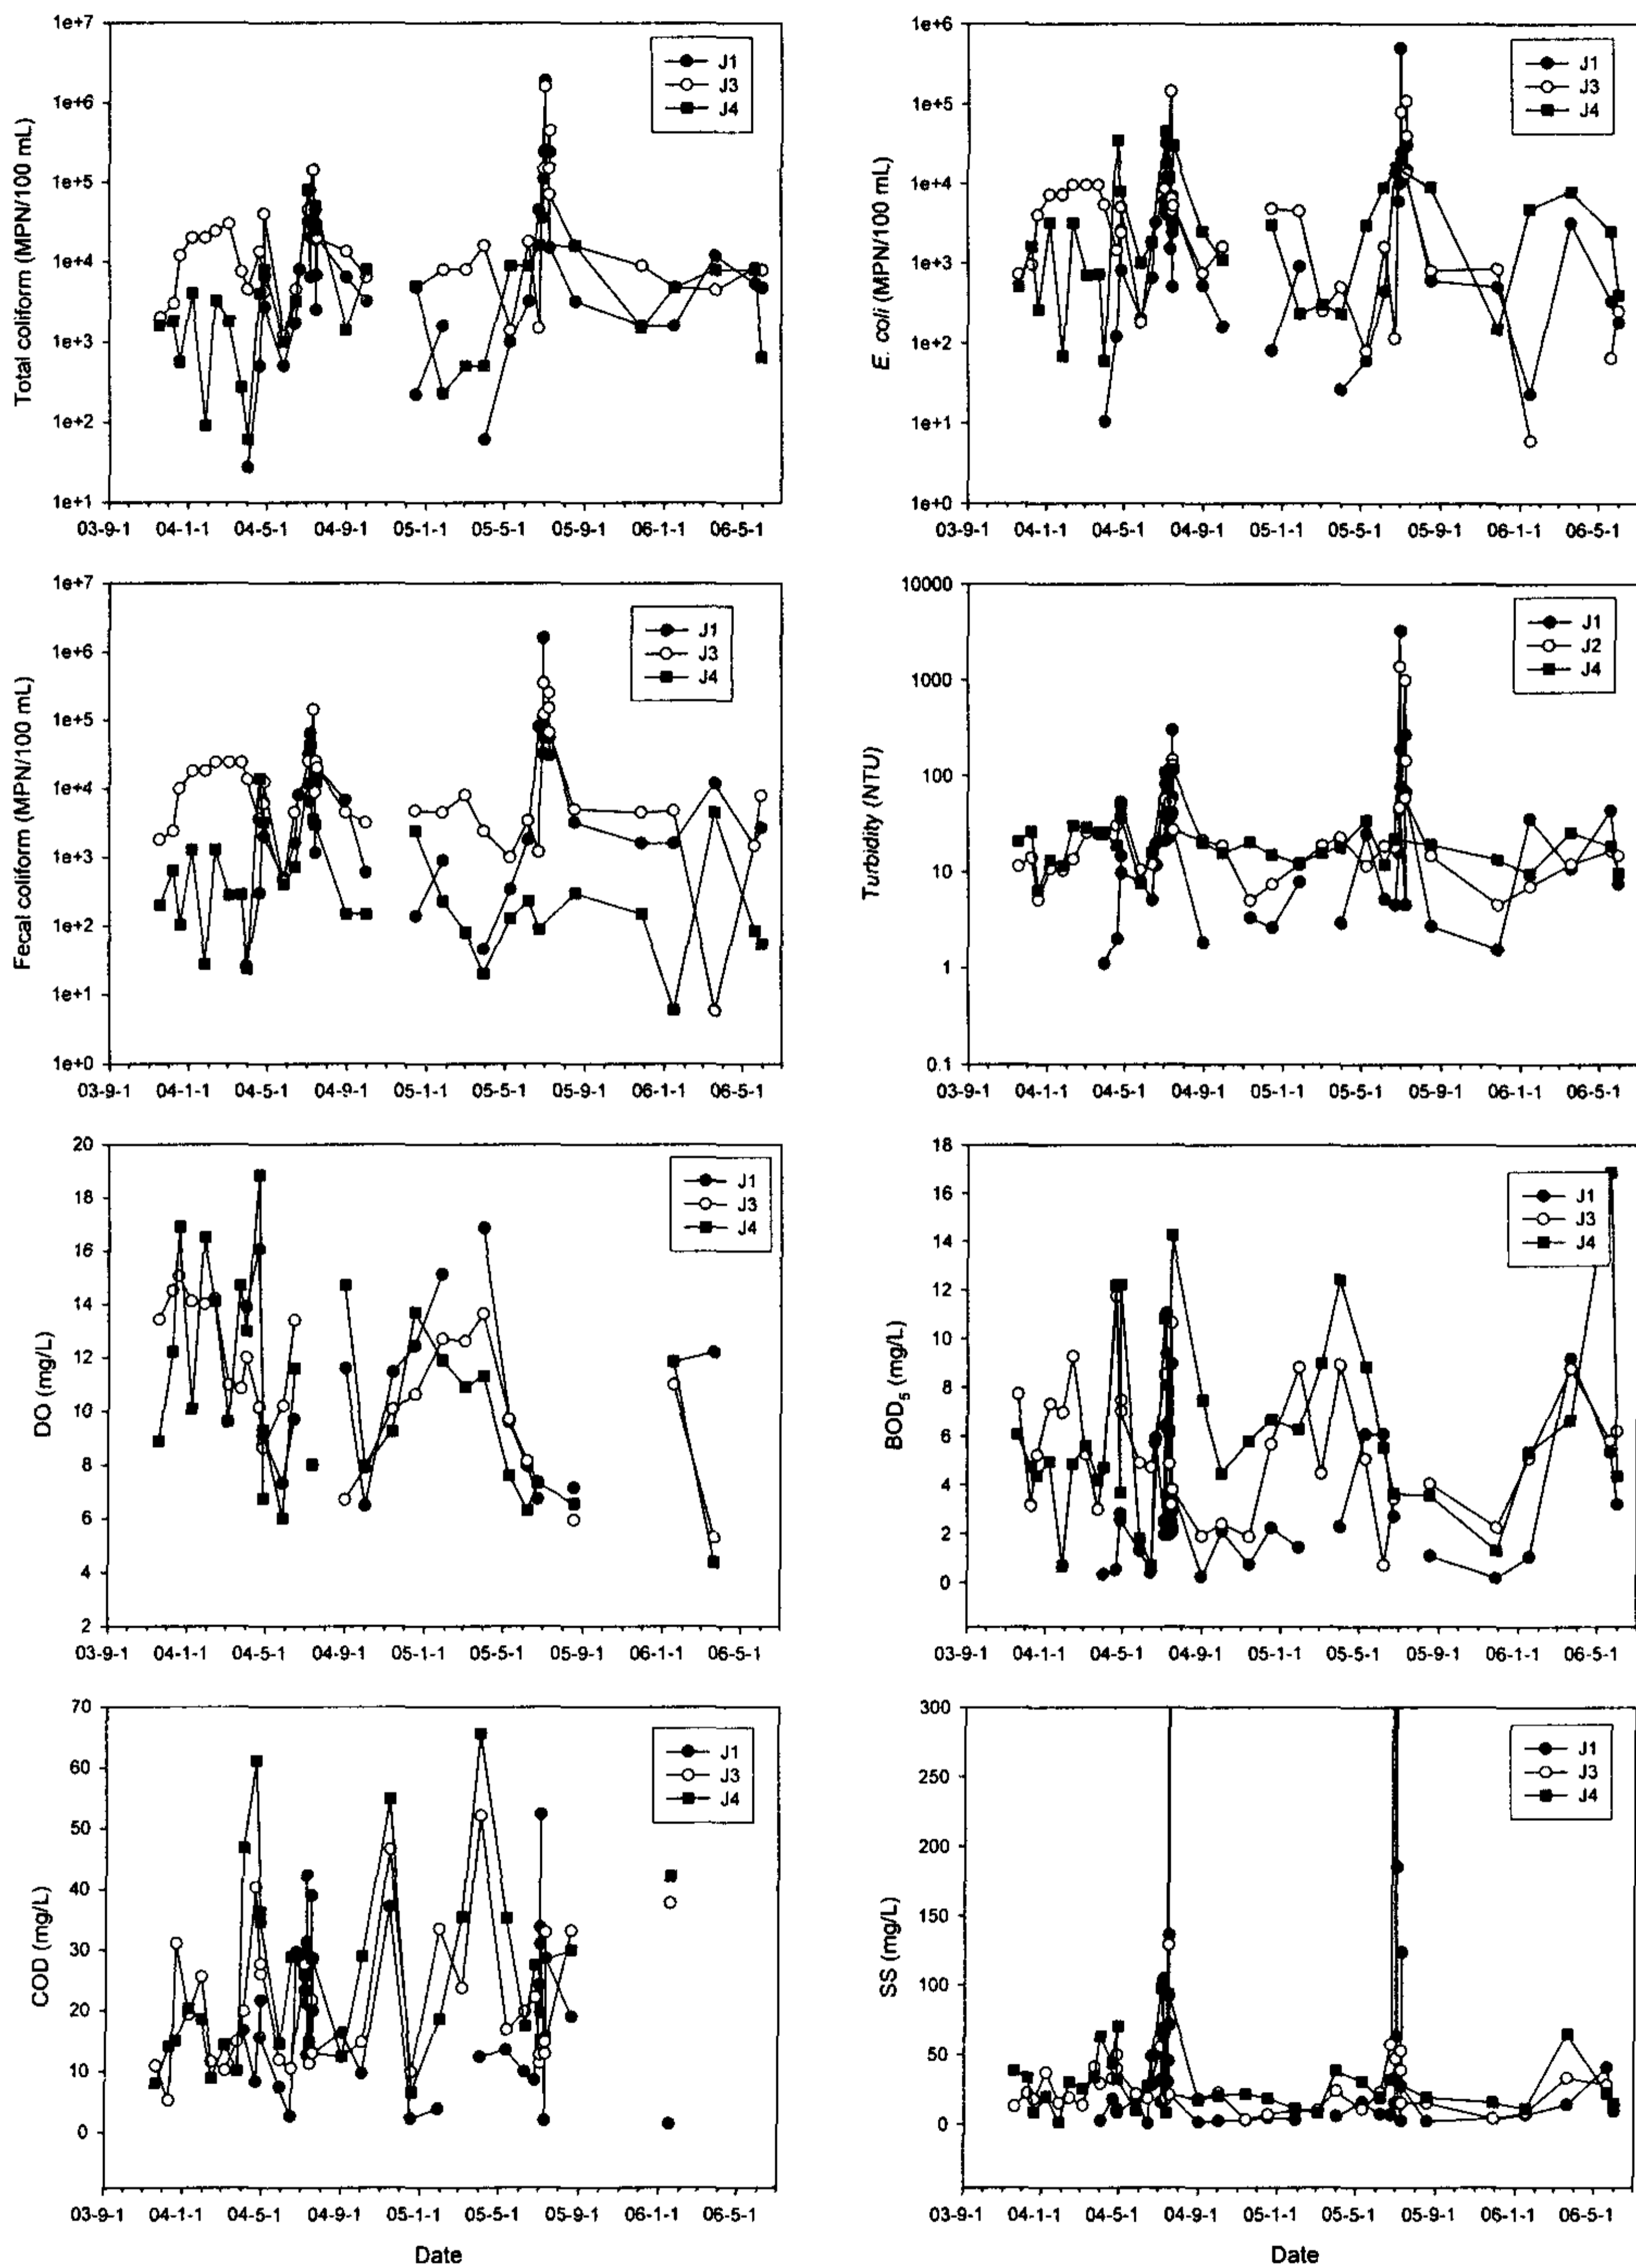 1e+7
1e+6
1e+5
1e+4
1e+3
1e+2
1e+1
Total coliform (MPN/100 mL)
J1
J3
J4
03-9-1 04-1-1 04-5-1 04-9-1 05-1-1 05-5-1 05-9-1 06-1-1 06-5-1
1e+6
1e+5
1e+4
1e+3
1e+2
1e+1
1e+0
E. coli (MPN/100 mL)
J1
J3
J4
03-9-1 04-1-1 04-5-1 04-9-1 05-1-1 05-5-1 05-9-1 06-1-1 06-5-1
1e+7
1e+6
1e+5
1e+4
1e+3
1e+2
1e+1
1e+0
Fecal coliform (MPN/100 mL)
J1
J3
J4
03-9-1 04-1-1 04-5-1 04-9-1 05-1-1 05-5-1 05-9-1 06-1-1 06-5-1
10000
1000
100
10
1
0.1
Turbidity (NTU)
J1
J2
J4
03-9-1 04-1-1 04-5-1 04-9-1 05-1-1 05-5-1 05-9-1 06-1-1 06-5-1
20
18
16
14
12
10
8
6
4
2
DO (mg/L)
J1
J3
J4
03-9-1 04-1-1 04-5-1 04-9-1 05-1-1 05-5-1 05-9-1 06-1-1 06-5-1
18
16
14
12
10
8
6
4
2
0
BOD5 (mg/L)
J1
J3
J4
03-9-1 04-1-1 04-5-1 04-9-1 05-1-1 05-5-1 05-9-1 06-1-1 06-5-1
70
60
50
40
30
20
10
0
COD (mg/L)
J1
J3
J4
03-9-1 04-1-1 04-5-1 04-9-1 05-1-1 05-5-1 05-9-1 06-1-1 06-5-1
Date
300
250
200
150
100
50
0
SS (mg/L)
J1
J3
J4
03-9-1 04-1-1 04-5-1 04-9-1 05-1-1 05-5-1 05-9-1 06-1-1 06-5-1
Date